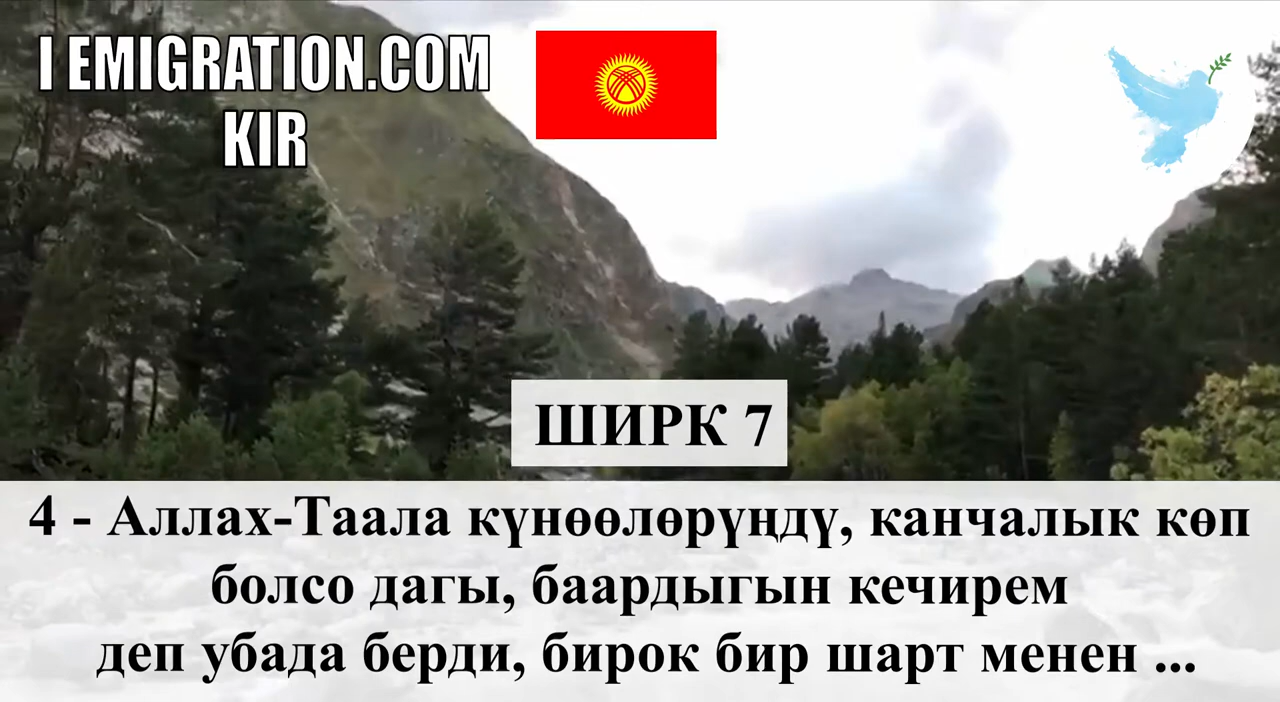 I EMIGRATION.COM
KIR
ШИРК 7
4 - Аллах-Таала күнөөлөрүңдү, канчалык көп
болсо дагы, баардыгын кечирем
деп убада берди, бирок бир шарт менен ...